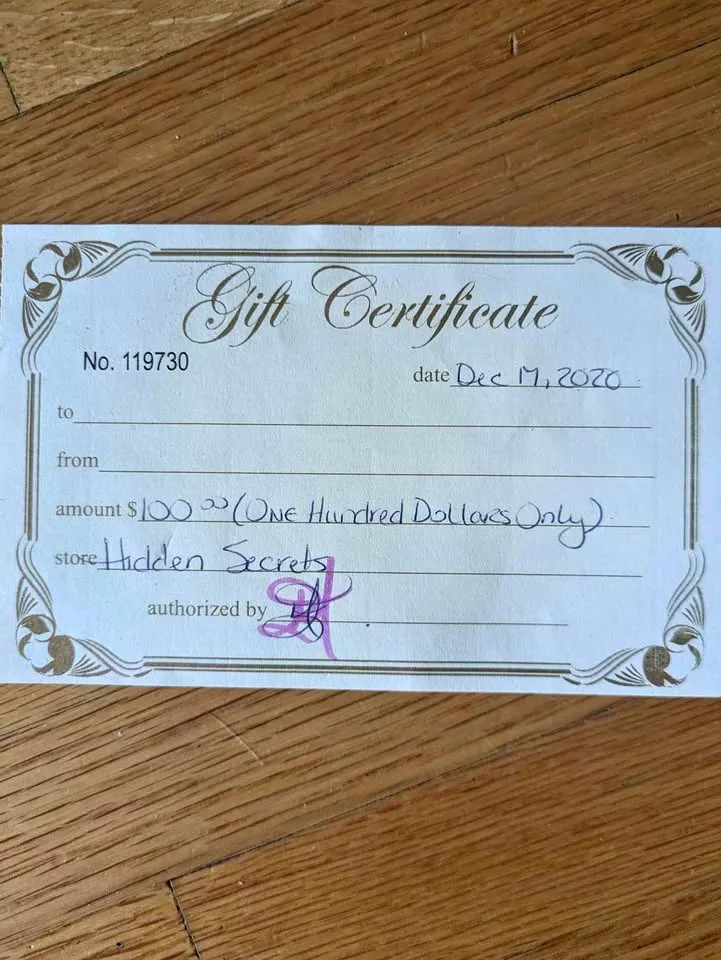 Gift Certificate
No. 119730
date Dec 17, 2020
to
from
amount $100.00 (ONE Hundred Dollars Only)
store Hidden Secrets
authorized by